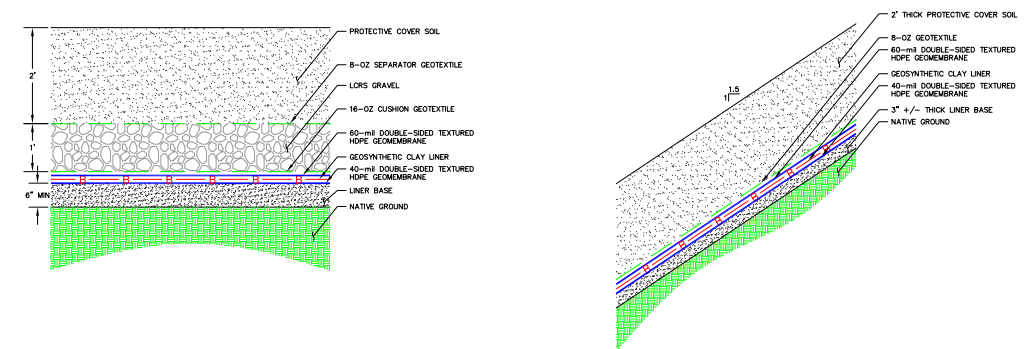 PROTECTIVE COVER SOIL
8-OZ SEPARATOR GEOTEXTILE
LCRS GRAVEL
16-OZ CUSHION GEOTEXTILE
60-mil DOUBLE-SIDED TEXTURED
HDPE GEOMEMBRANE
GEOSYNTHETIC CLAY LINER
40-mil DOUBLE-SIDED TEXTURED
HDPE GEOMEMBRANE
LINER BASE
NATIVE GROUND
2'
1'
6" MIN
2' THICK PROTECTIVE COVER SOIL
8-OZ GEOTEXTILE
60-mil DOUBLE-SIDED TEXTURED
HDPE GEOMEMBRANE
GEOSYNTHETIC CLAY LINER
40-mil DOUBLE-SIDED TEXTURED
HDPE GEOMEMBRANE
3" +/- THICK LINER BASE
NATIVE GROUND
1.5
1